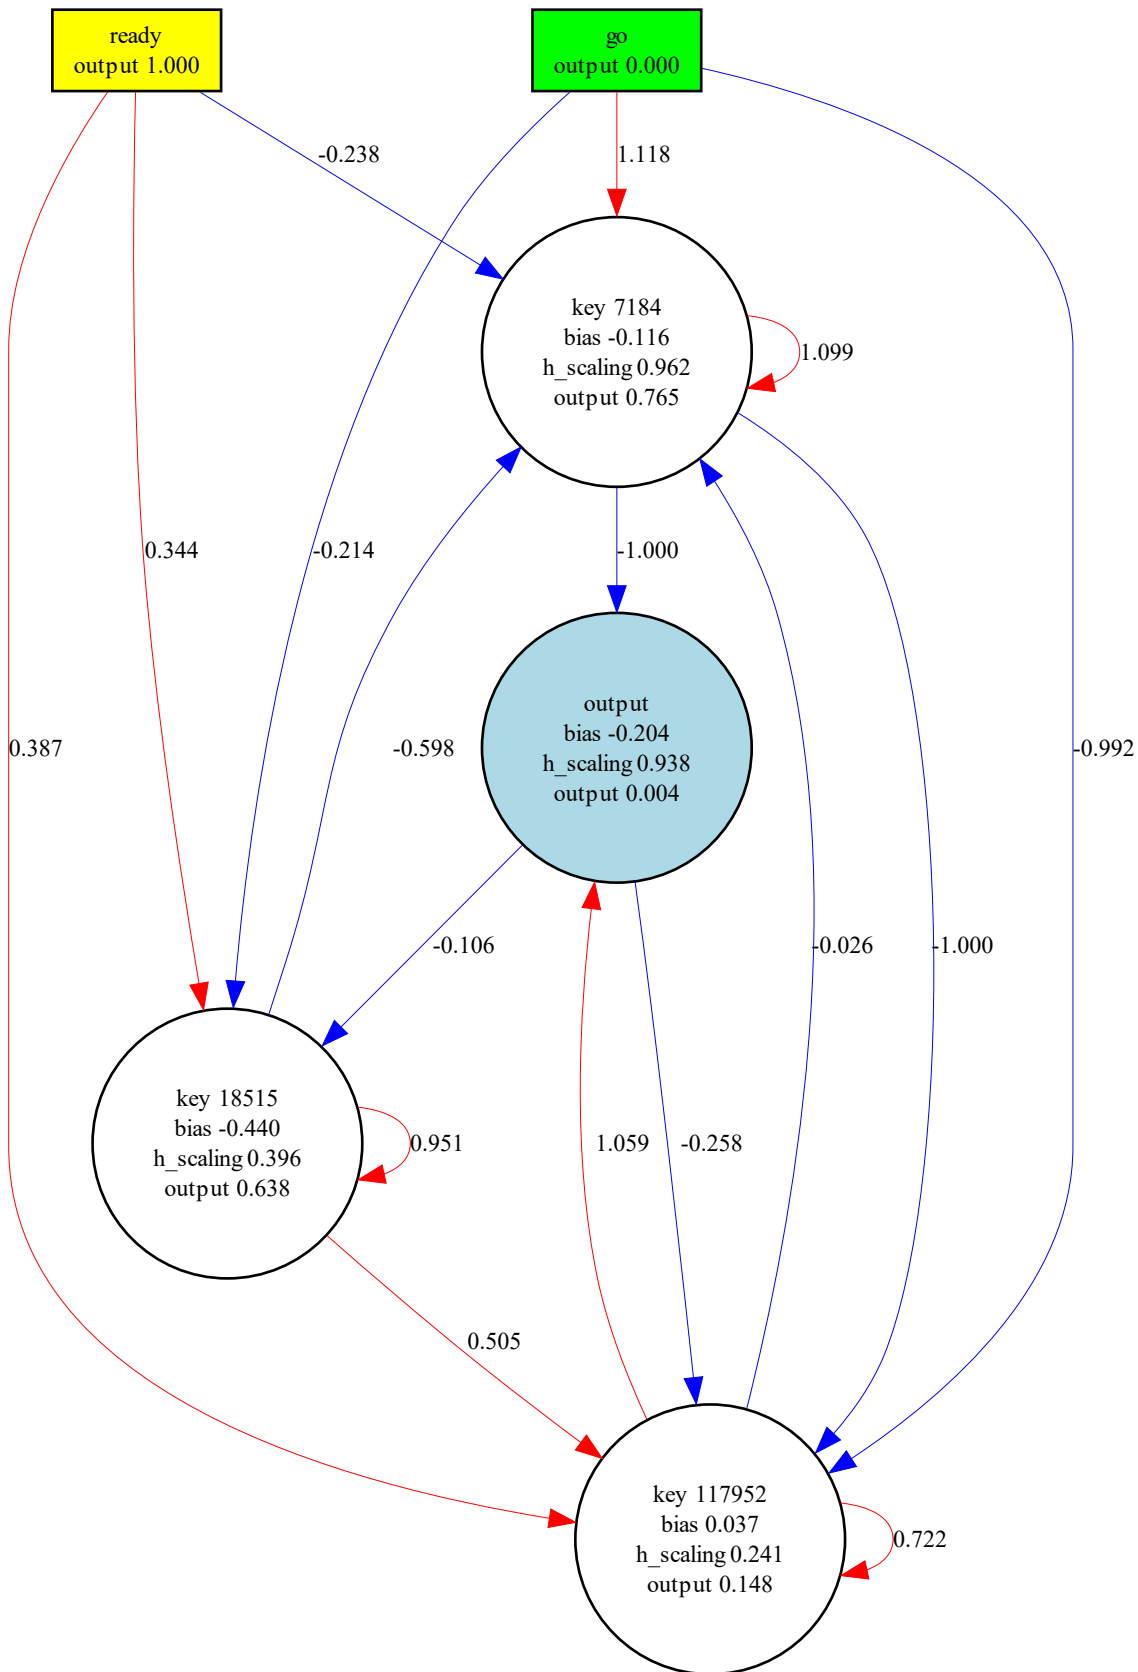 ready
output 1.000
go
output 0.000
-0.238
1.118
key 7184
bias -0.116
h_scaling 0.962
output 0.765
1.099
0.344
-0.214
-1.000
output
bias -0.204
h_scaling 0.938
output 0.004
0.387
-0.598
-0.992
-0.106
-0.026
-1.000
key 18515
bias -0.440
h_scaling 0.396
output 0.638
0.951
1.059
-0.258
0.505
key 117952
bias 0.037
h_scaling 0.241
output 0.148
0.722